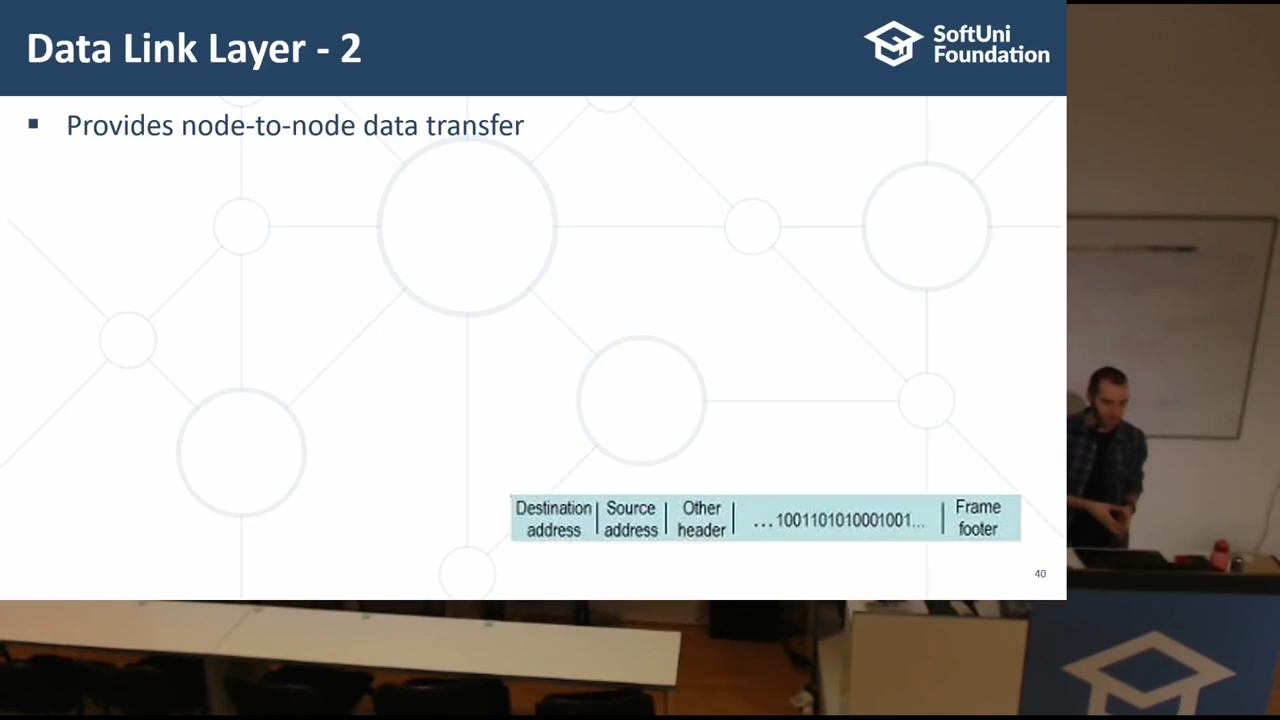 Data Link Layer - 2
SoftUni
Foundation
▪ Provides node-to-node data transfer
Destination address | Source address | Other header | ...1001101010001001... | Frame footer
40